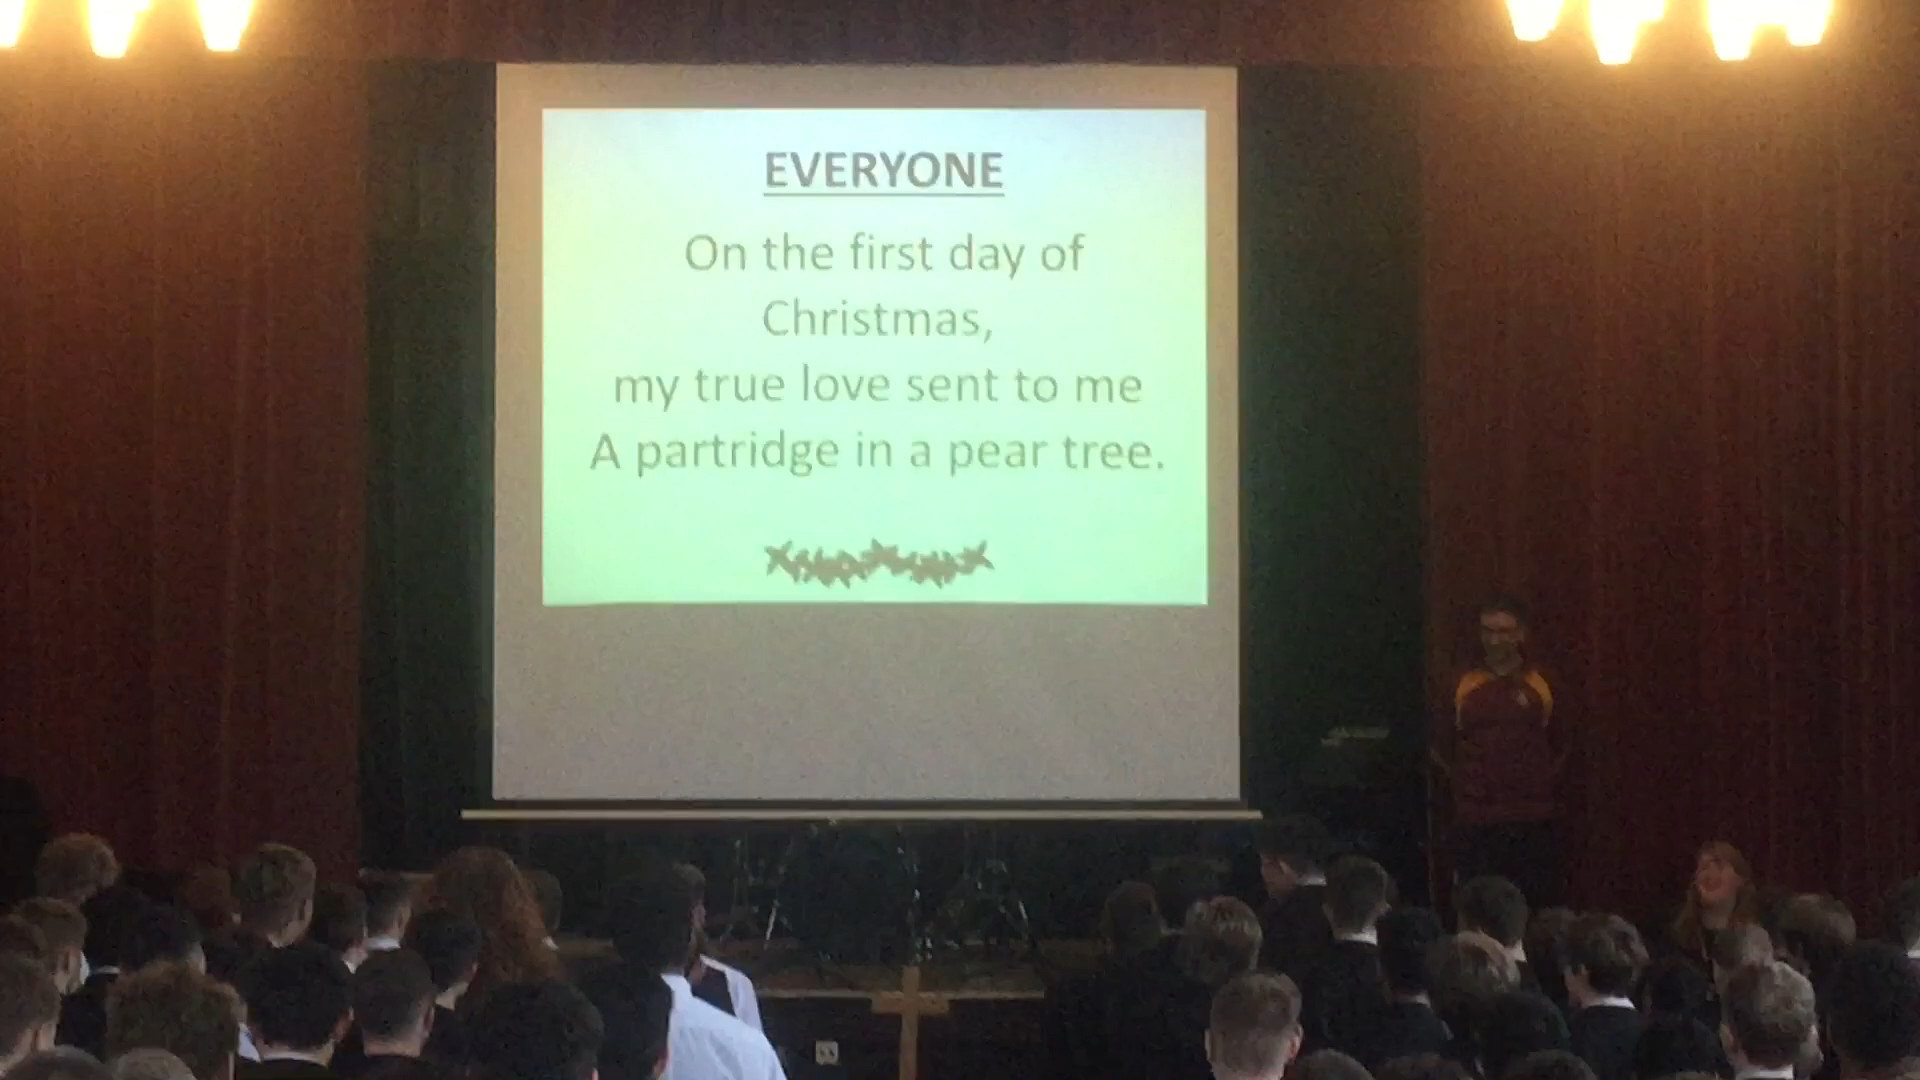 EVERYONE
On the first day of
Christmas,
my true love sent to me
A partridge in a pear tree.